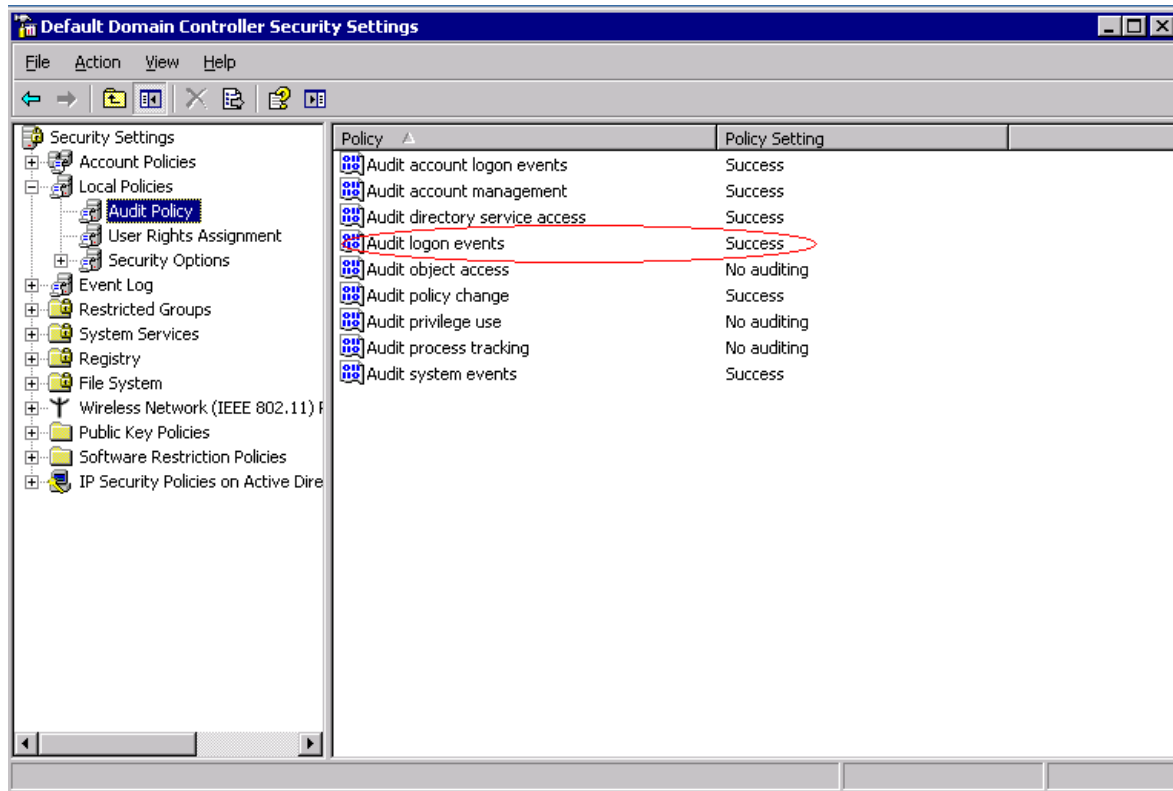 Default Domain Controller Security Settings
File Action View Help
Security Settings
Account Policies
Local Policies
Audit Policy
User Rights Assignment
Security Options
Event Log
Restricted Groups
System Services
Registry
File System
Wireless Network (IEEE 802.11)
Public Key Policies
Software Restriction Policies
IP Security Policies on Active Dire
Policy Policy Setting
Audit account logon events Success
Audit account management Success
Audit directory service access Success
Audit logon events Success
Audit object access No auditing
Audit policy change Success
Audit privilege use No auditing
Audit process tracking No auditing
Audit system events Success